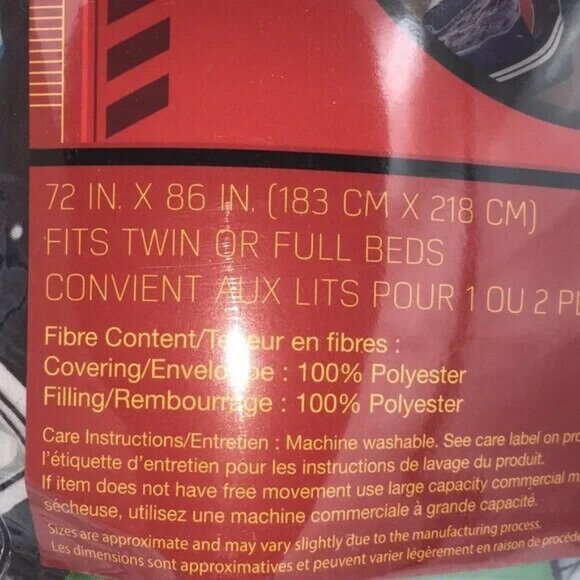 72 IN. X 86 IN. (183 CM X 218 CM)
FITS TWIN OR FULL BEDS
CONVIENT AUX LITS POUR 1 OU 2 PL
Fibre Content/Teneur en fibres :
Covering/Enveloppe : 100% Polyester
Filling/Rembourrage : 100% Polyester
Care Instructions/Entretien : Machine washable. See care label on pro
l'étiquette d'entretien pour les instructions de lavage du produit.
If item does not have free movement use large capacity commercial m
sécheuse, utilisez une machine commerciale à grande capacité.
Sizes are approximate and may vary slightly due to the manufacturing process.
Les dimensions sont approximatives et peuvent varier légèrement en raison de procédé